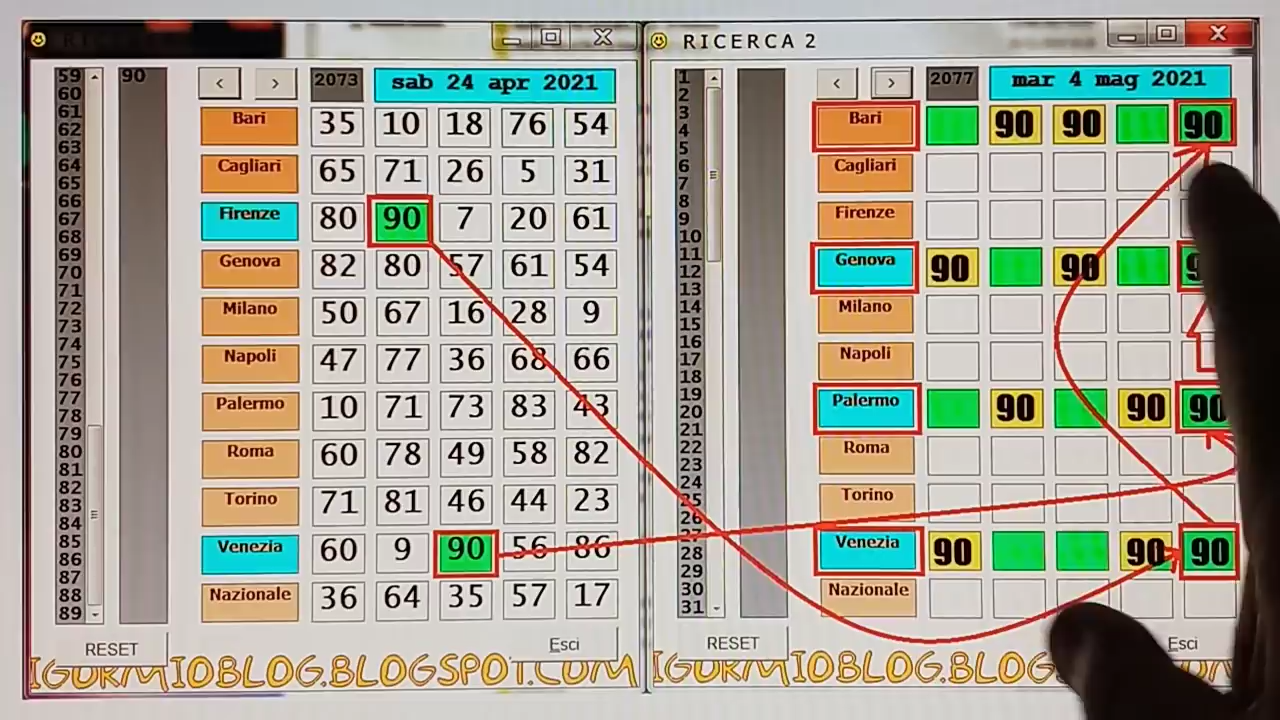 RICERCA 2
59 90 < > 2073 sab 24 apr 2021
60
61
62
63
64
65
66
67
68
69
70
71
72
73
74
75
76
77
78
79
80
81
82
83
84
85
86
87
88
89
Bari 35 10 18 76 54
Cagliari 65 71 26 5 31
Firenze 80 90 7 20 61
Genova 82 80 57 61 54
Milano 50 67 16 28 9
Napoli 47 77 36 68 66
Palermo 10 71 73 83 43
Roma 60 78 49 58 82
Torino 71 81 46 44 23
Venezia 60 9 90 56 86
Nazionale 36 64 35 57 17
RESET Esci
IGORMIOBLOG.BLOGSPOT.COM
1 < > 2077 mar 4 mag 2021
2
3
4
5
6
7
8
9
10
11
12
13
14
15
16
17
18
19
20
21
22
23
24
25
26
27
28
29
30
31
Bari 90 90 90
Cagliari
Firenze
Genova 90 90
Milano
Napoli
Palermo 90 90 90
Roma
Torino
Venezia 90 90 90
Nazionale
RESET Esci